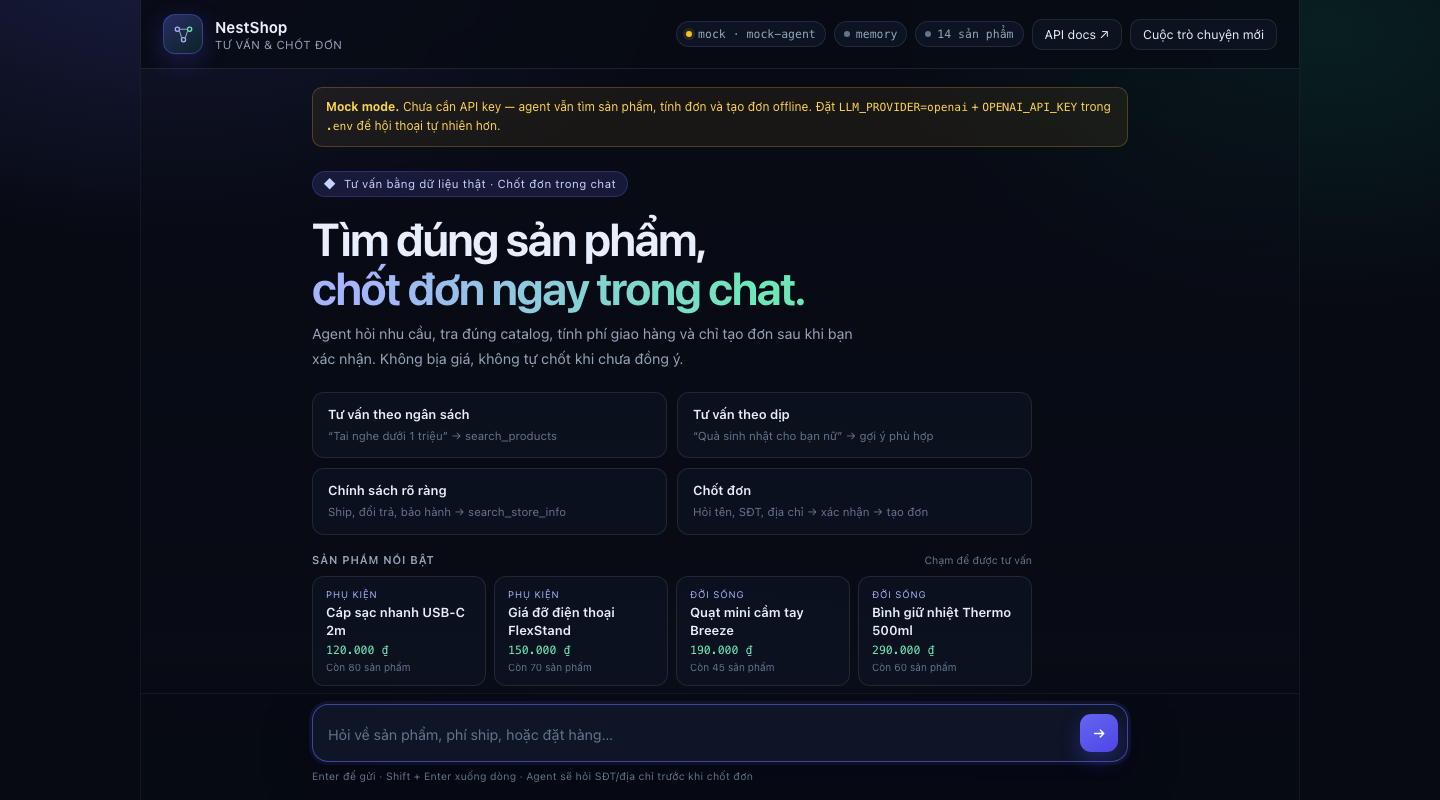 NestShop
TƯ VẤN & CHỐT ĐƠN
mock · mock-agent
memory
14 sản phẩm
API docs ↗
Cuộc trò chuyện mới
Mock mode. Chưa cần API key — agent vẫn tìm sản phẩm, tính đơn và tạo đơn offline. Đặt LLM_PROVIDER=openai + OPENAI_API_KEY trong
.env để hội thoại tự nhiên hơn.
◆ Tư vấn bằng dữ liệu thật · Chốt đơn trong chat
Tìm đúng sản phẩm,
chốt đơn ngay trong chat.
Agent hỏi nhu cầu, tra đúng catalog, tính phí giao hàng và chỉ tạo đơn sau khi bạn
xác nhận. Không bịa giá, không tự chốt khi chưa đồng ý.
Tư vấn theo ngân sách
“Tai nghe dưới 1 triệu” → search_products
Tư vấn theo dịp
“Quà sinh nhật cho bạn nữ” → gợi ý phù hợp
Chính sách rõ ràng
Ship, đổi trả, bảo hành → search_store_info
Chốt đơn
Hỏi tên, SĐT, địa chỉ → xác nhận → tạo đơn
SẢN PHẨM NỔI BẬT
Chạm để được tư vấn
PHỤ KIỆN
Cáp sạc nhanh USB-C
2m
120.000 ₫
Còn 80 sản phẩm
PHỤ KIỆN
Giá đỡ điện thoại
FlexStand
150.000 ₫
Còn 70 sản phẩm
ĐỜI SỐNG
Quạt mini cầm tay
Breeze
190.000 ₫
Còn 45 sản phẩm
ĐỜI SỐNG
Bình giữ nhiệt Thermo
500ml
290.000 ₫
Còn 60 sản phẩm
Hỏi về sản phẩm, phí ship, hoặc đặt hàng...
→
Enter để gửi · Shift + Enter xuống dòng · Agent sẽ hỏi SĐT/địa chỉ trước khi chốt đơn